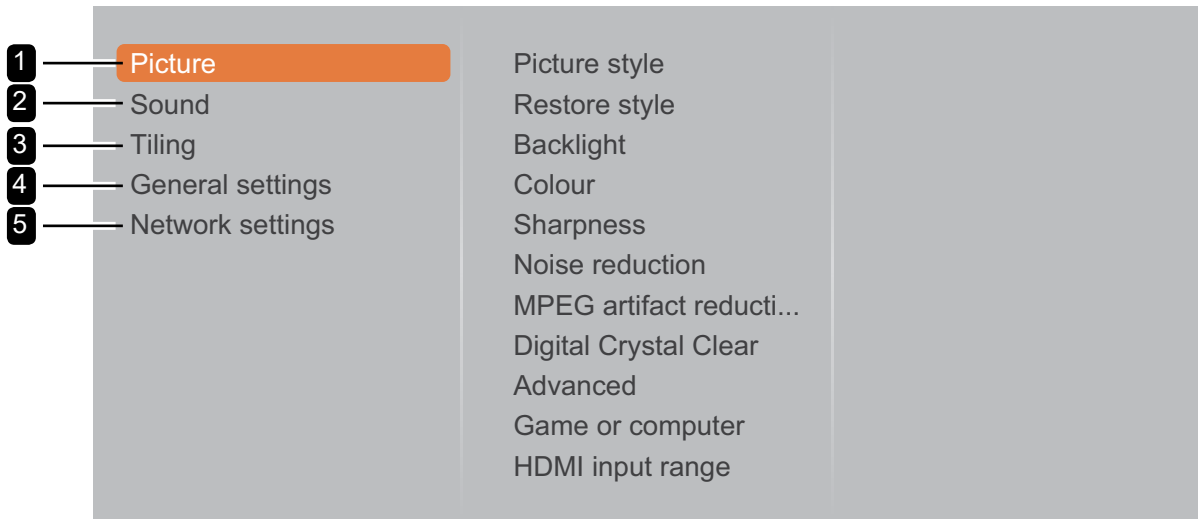 1 Picture Picture style
2 Sound Restore style
3 Tiling Backlight
4 General settings Colour
5 Network settings Sharpness
Noise reduction
MPEG artifact reducti...
Digital Crystal Clear
Advanced
Game or computer
HDMI input range